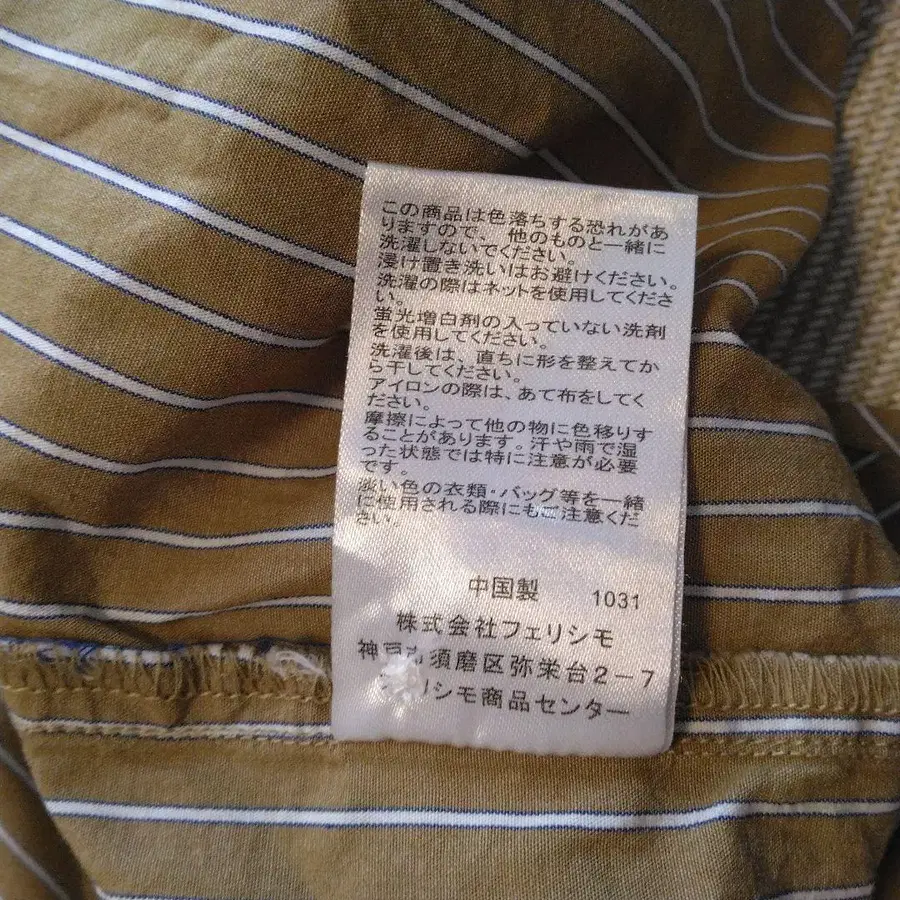 この商品は色落ちする恐れがあ
りますので、他のものと一緒に
洗濯しないでください。
浸け置き洗いはお避けください。
洗濯の際はネットを使用してくださ
い。
蛍光増白剤の入っていない洗剤
を使用してください。
洗濯後は、直ちに形を整えてか
ら干してください。
アイロンの際は、あて布をしてく
ださい。
摩擦によって他の物に色移りす
ることがあります。汗や雨で湿
った状態では特に注意が必要
です。
淡い色の衣類・バッグ等を一緒
に使用される際にもご注意くだ
さい。
中国製 1031
株式会社フェリシモ
神戸市須磨区弥栄台2-7
リシモ商品センター